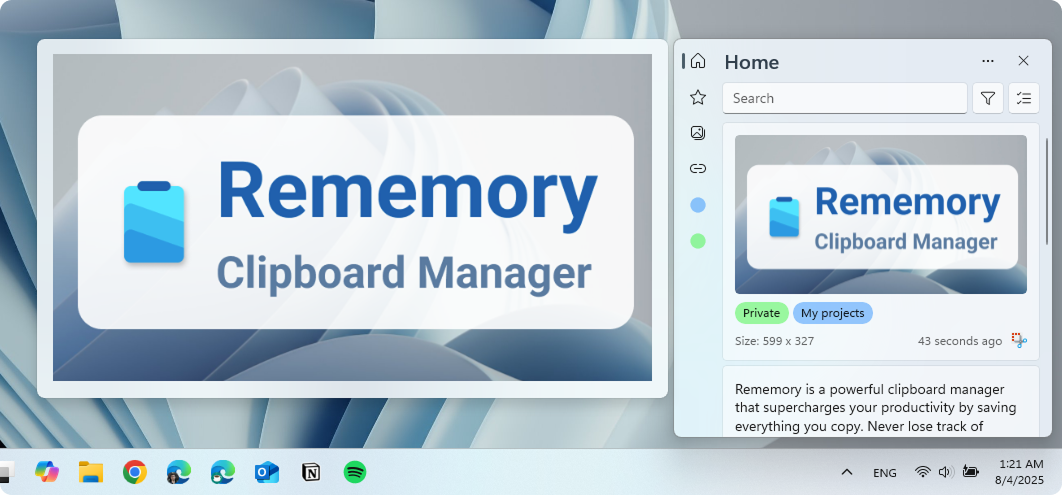 Rememory
Clipboard Manager
Home
Search
Rememory
Clipboard Manager
Private
My projects
Size: 599 x 327
43 seconds ago
Rememory is a powerful clipboard manager
that supercharges your productivity by saving
everything you copy. Never lose track of
ENG
1:21 AM
8/4/2025